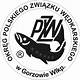 OKRĘG POLSKIEGO ZWIĄZKU WĘDKARSKIEGO
PZW
w Gorzowie Wlkp.